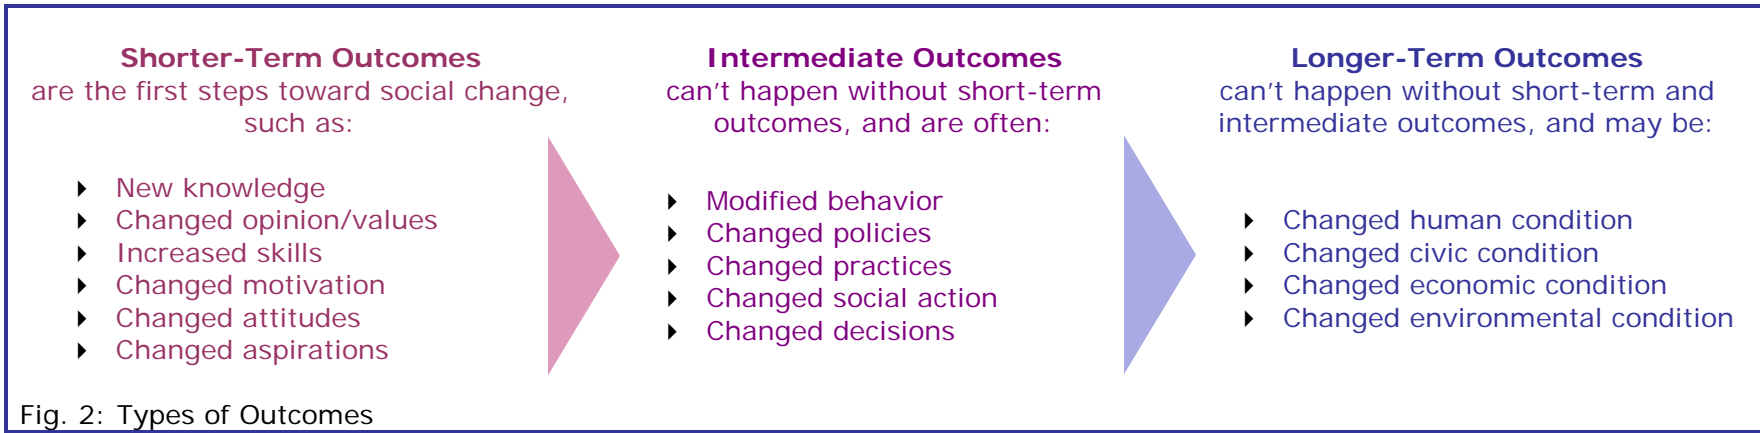 Shorter-Term Outcomes
are the first steps toward social change,
such as:
New knowledge
Changed opinion/values
Increased skills
Changed motivation
Changed attitudes
Changed aspirations
Intermediate Outcomes
can't happen without short-term
outcomes, and are often:
Modified behavior
Changed policies
Changed practices
Changed social action
Changed decisions
Longer-Term Outcomes
can't happen without short-term and
intermediate outcomes, and may be:
Changed human condition
Changed civic condition
Changed economic condition
Changed environmental condition
Fig. 2: Types of Outcomes